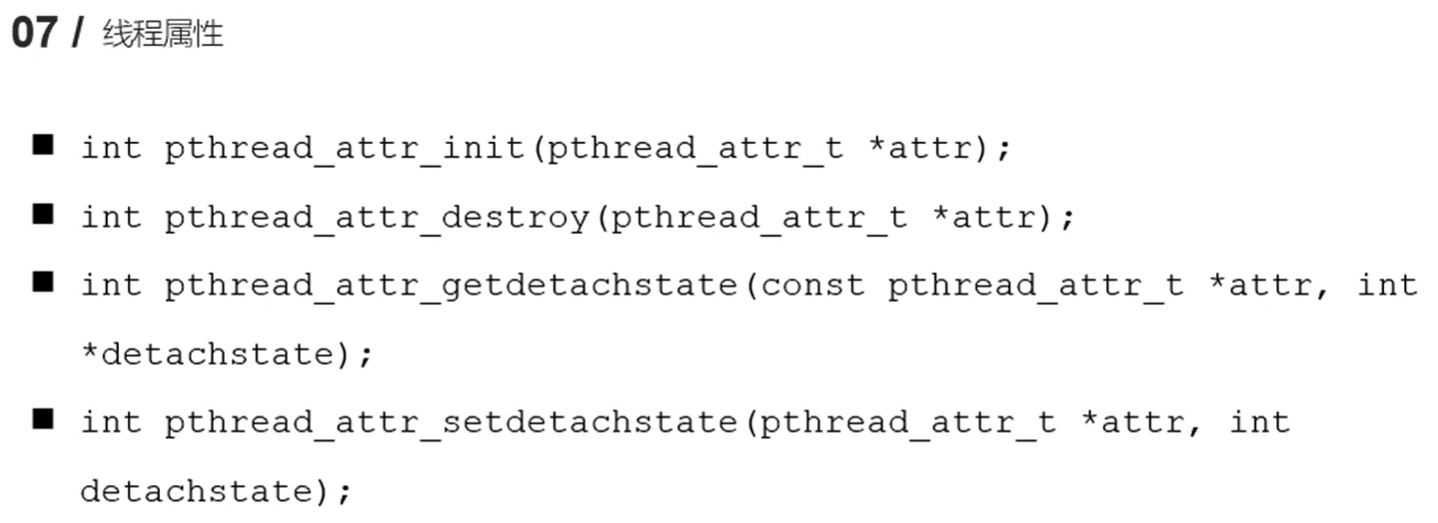 07 / 线程属性
■ int pthread_attr_init(pthread_attr_t *attr);
■ int pthread_attr_destroy(pthread_attr_t *attr);
■ int pthread_attr_getdetachstate(const pthread_attr_t *attr, int
*detachstate);
■ int pthread_attr_setdetachstate(pthread_attr_t *attr, int
detachstate);